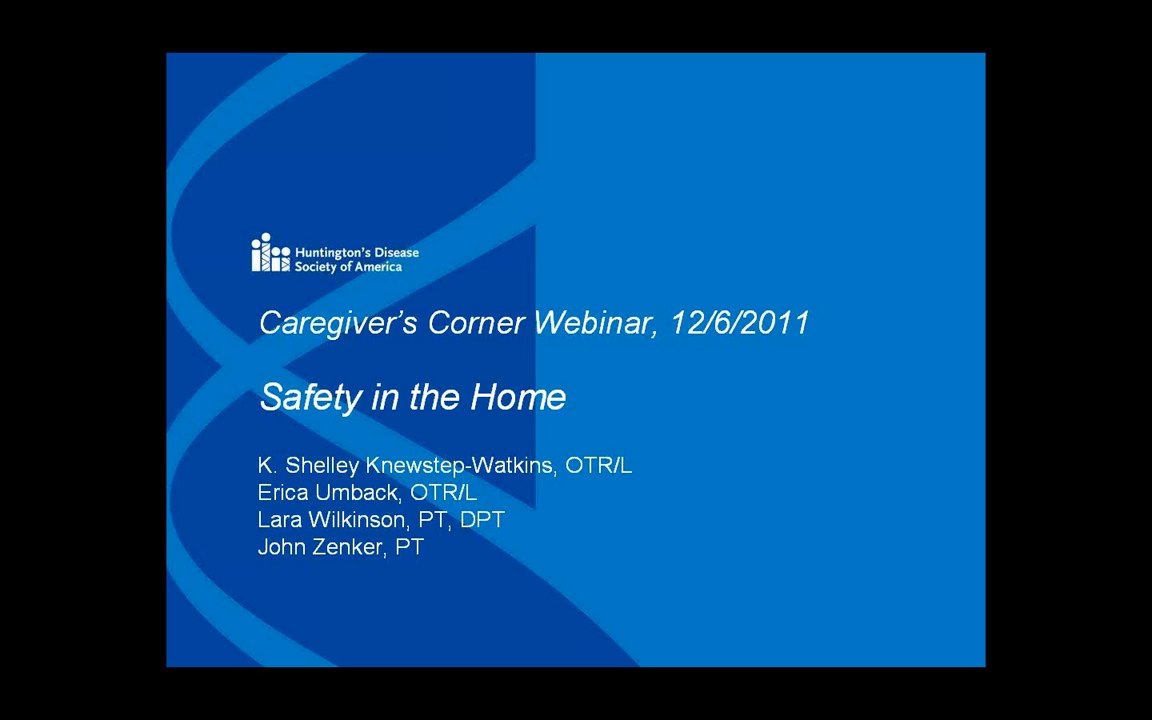 Huntington's Disease
Society of America
Caregiver's Corner Webinar, 12/6/2011
Safety in the Home
K. Shelley Knewstep-Watkins, OTR/L
Erica Umback, OTR/L
Lara Wilkinson, PT, DPT
John Zenker, PT